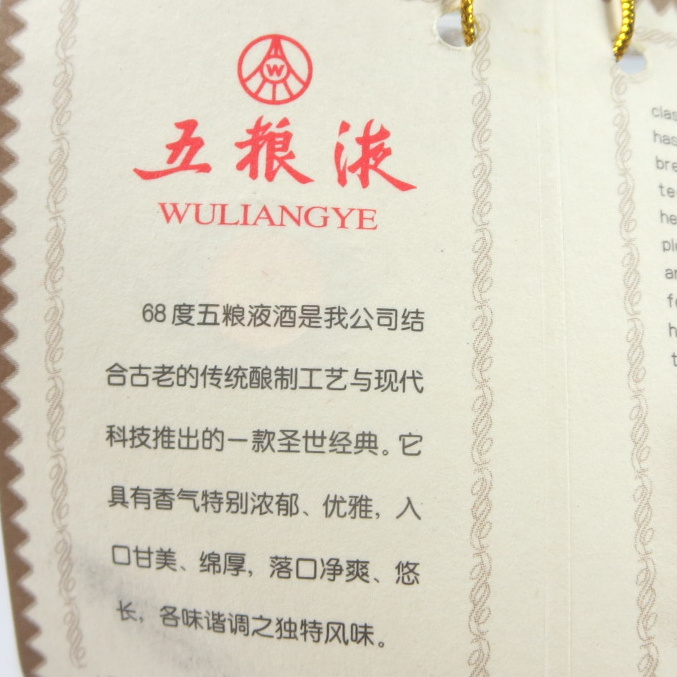 W
五粮液
WULIANGYE
68度五粮液酒是我公司结
合古老的传统酿制工艺与现代
科技推出的一款圣世经典。它
具有香气特别浓郁、优雅，入
口甘美、绵厚，落口净爽、悠
长，各味谐调之独特风味。